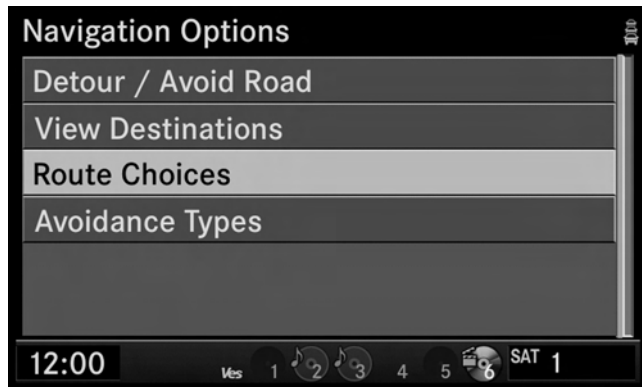 Navigation Options
Detour / Avoid Road
View Destinations
Route Choices
Avoidance Types
12:00 Ves 1 2 3 4 5 6 SAT 1